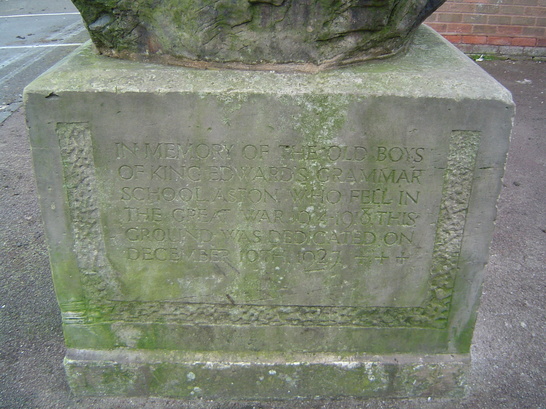 IN MEMORY OF THE OLD BOYS
OF KING EDWARD'S GRAMMAR
SCHOOL ASTON WHO FELL IN
THE GREAT WAR THIS
GROUND WAS DEDICATED ON
DECEMBER 10TH +++